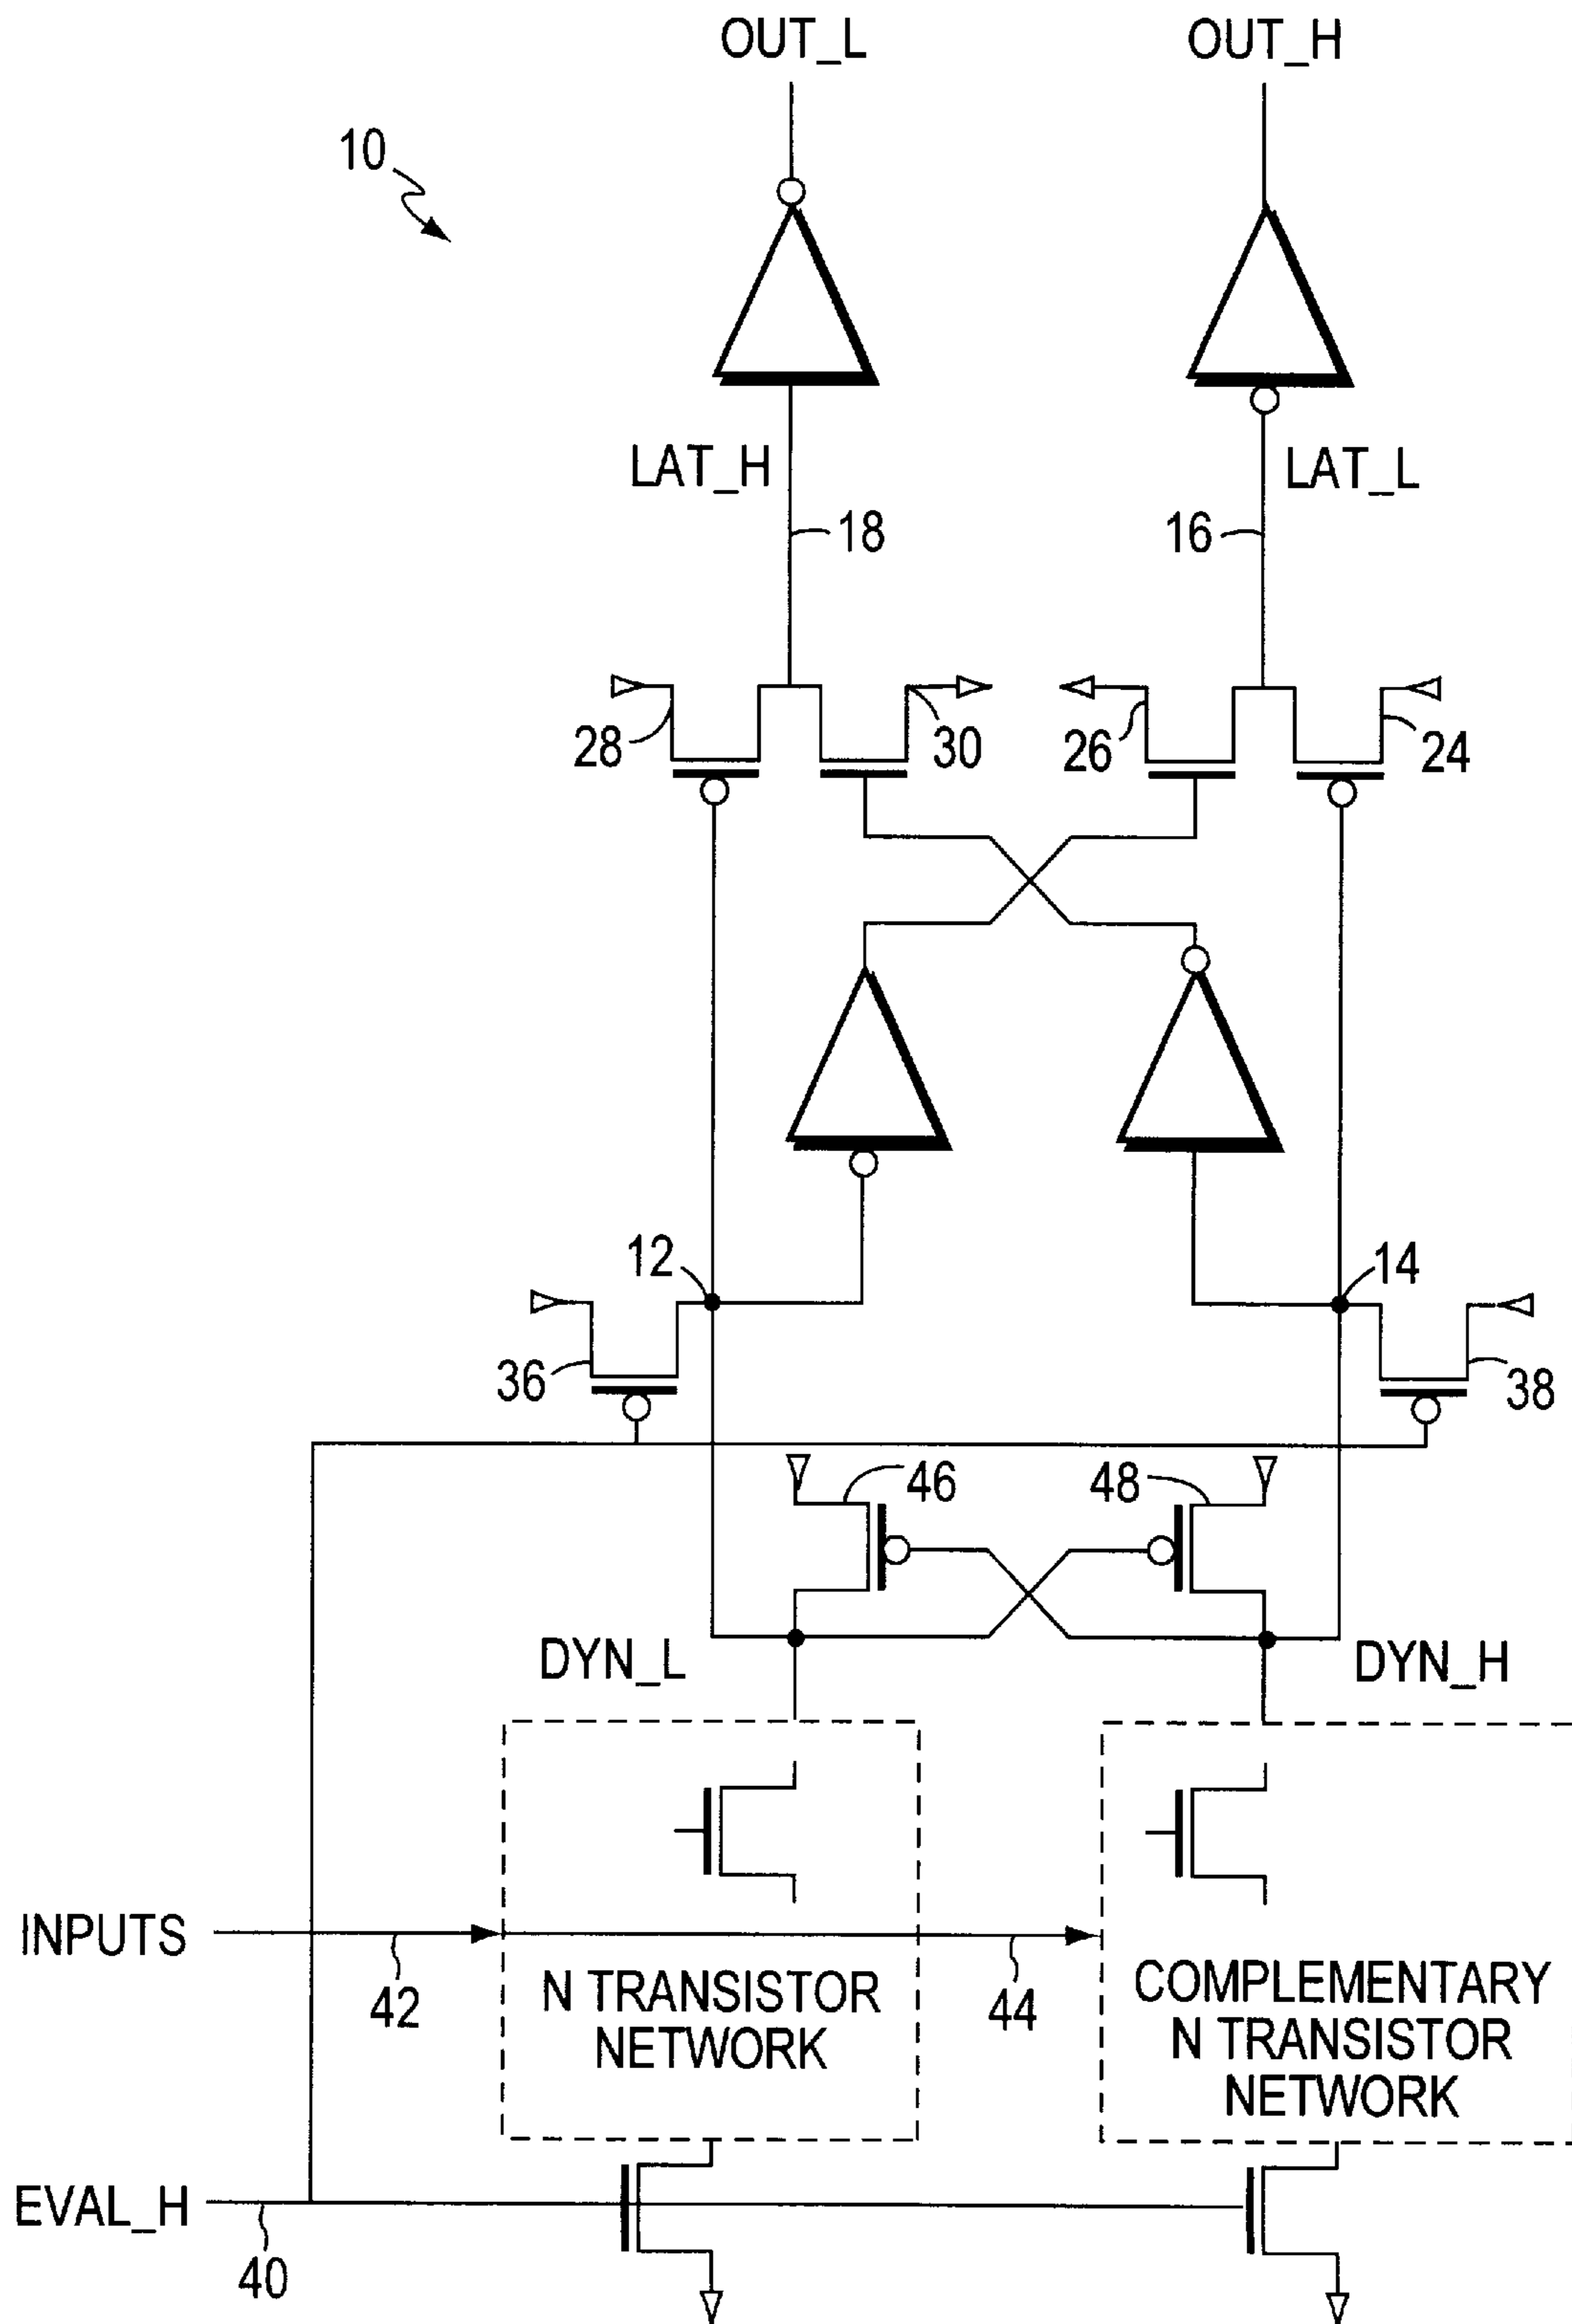 OUT_L
OUT_H
10
LAT_H
LAT_L
18
16
28
30
26
24
12
14
36
38
46
48
DYN_L
DYN_H
INPUTS
42
N TRANSISTOR
NETWORK
44
COMPLEMENTARY
N TRANSISTOR
NETWORK
EVAL_H
40